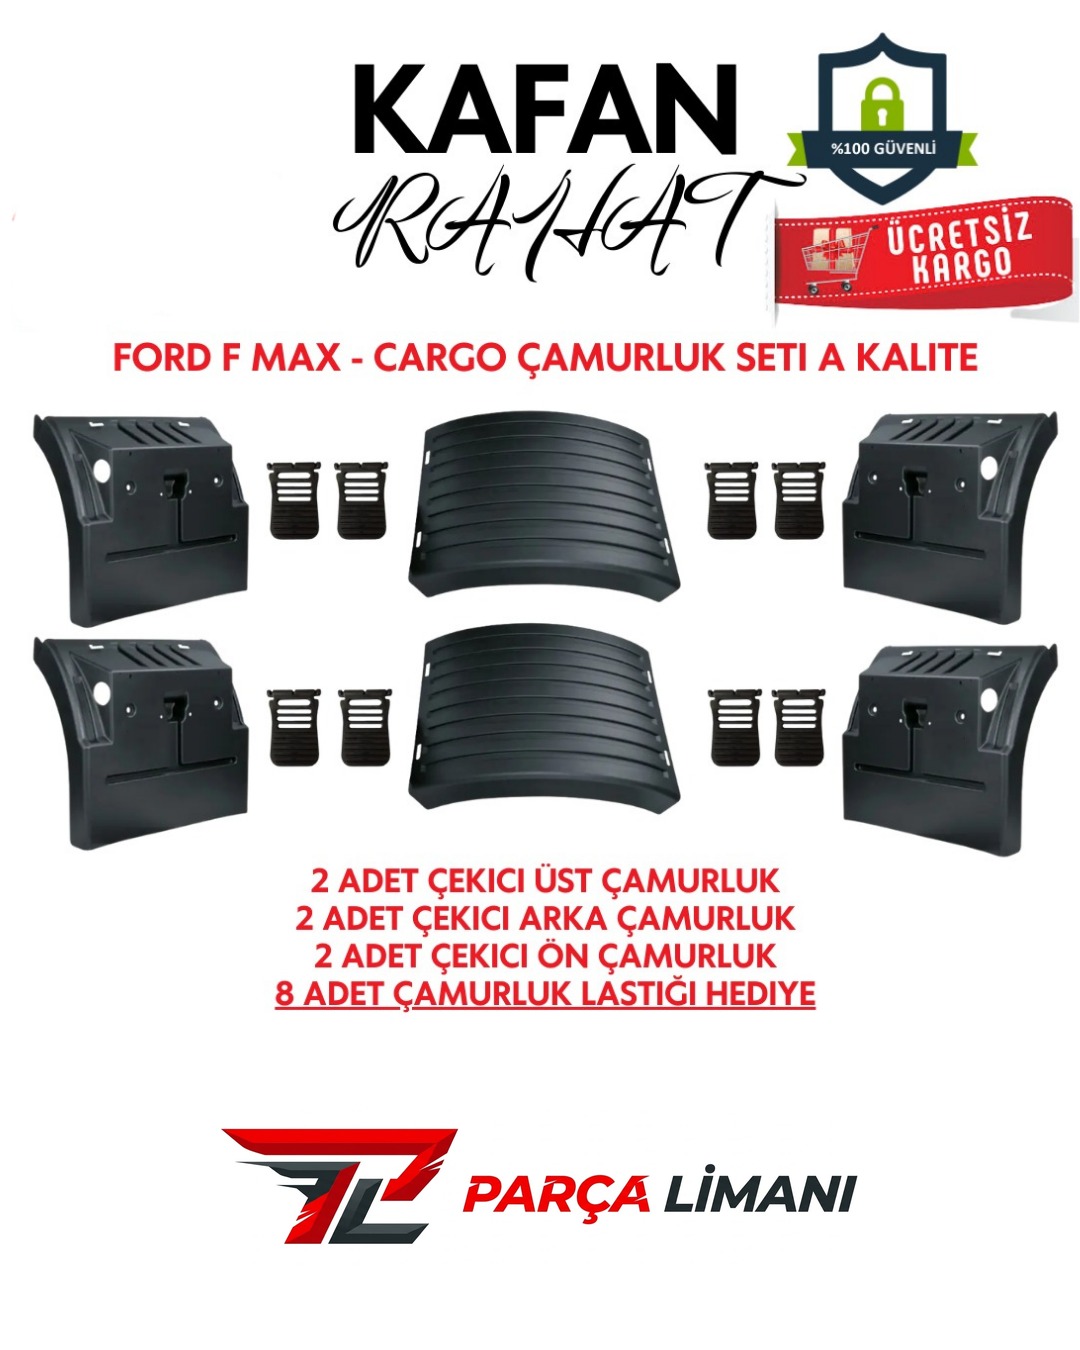 KAFAN
RAHAT
%100 GÜVENLİ
ÜCRETSİZ
KARGO
FORD F MAX - CARGO ÇAMURLUK SETI A KALITE
2 ADET ÇEKICI ÜST ÇAMURLUK
2 ADET ÇEKICI ARKA ÇAMURLUK
2 ADET ÇEKICI ÖN ÇAMURLUK
8 ADET ÇAMURLUK LASTIĞI HEDIYE
PARÇA LİMANI